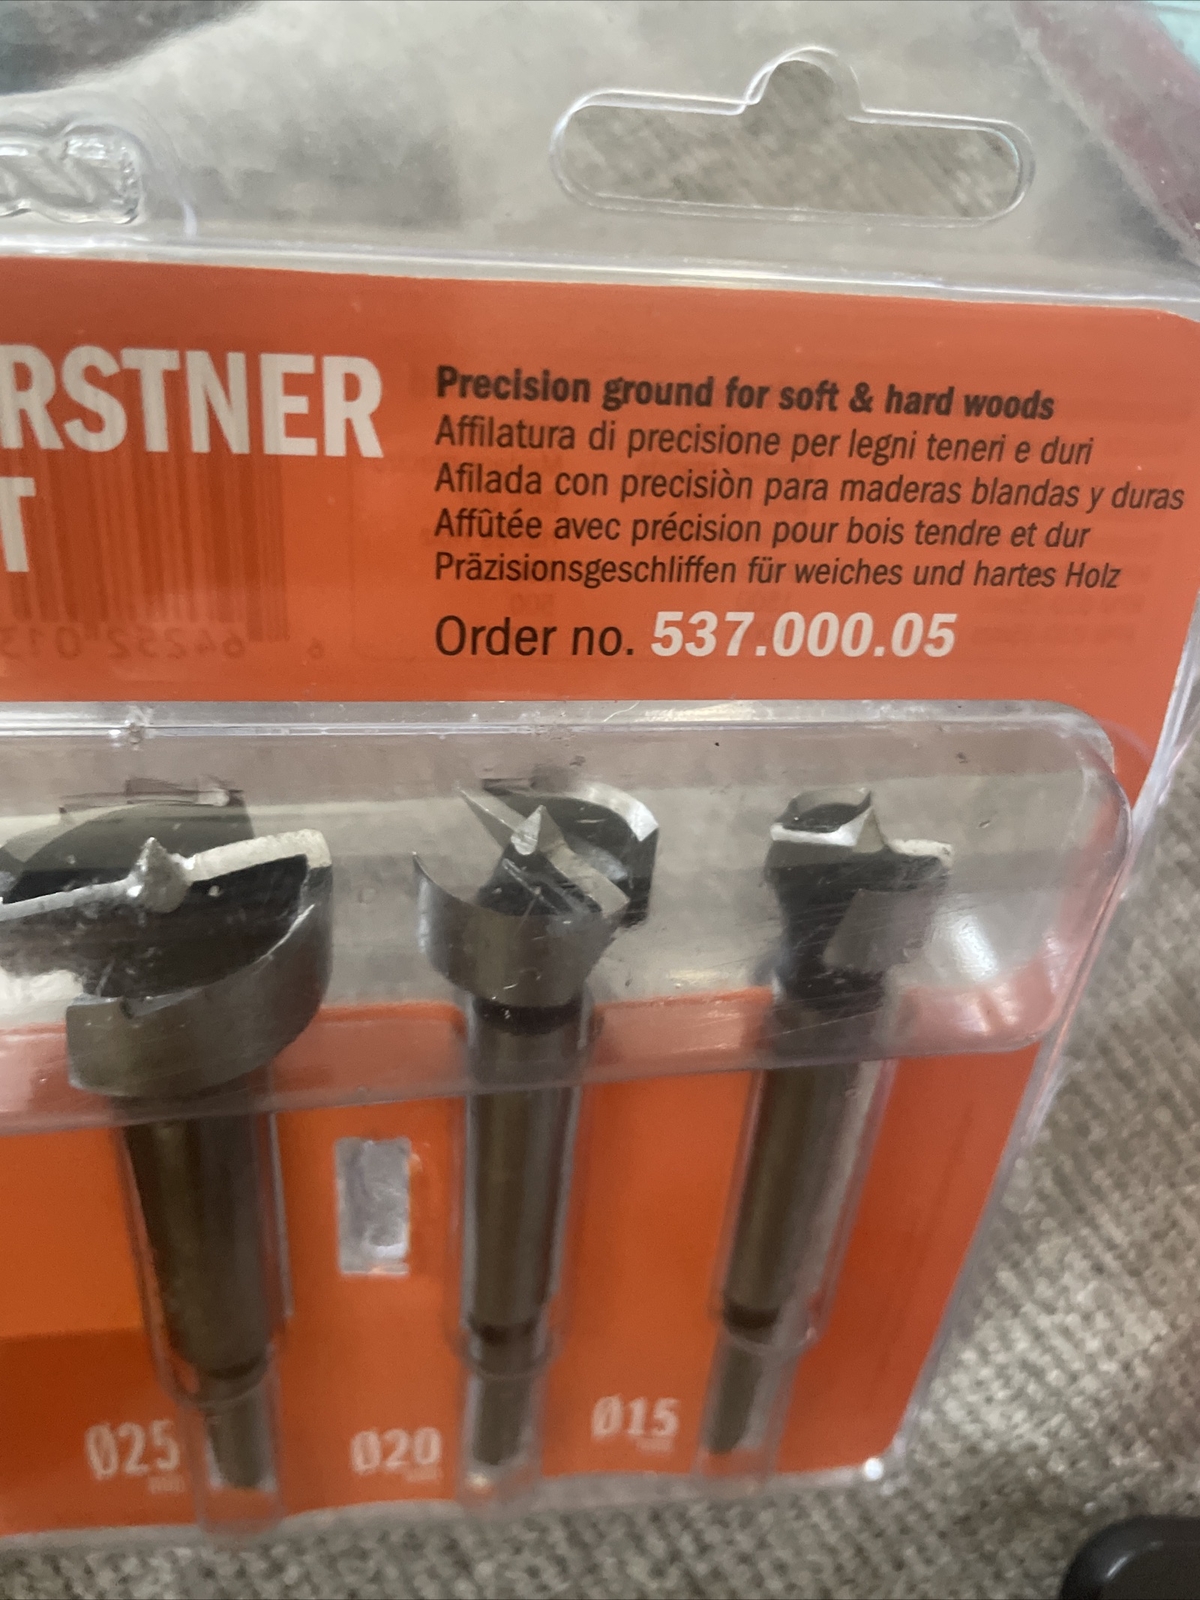 RSTNER
T
Precision ground for soft & hard woods
Affilatura di precisione per legni teneri e duri
Afilada con precisiòn para maderas blandas y duras
Affûtée avec précision pour bois tendre et dur
Präzisionsgeschliffen für weiches und hartes Holz
Order no. 537.000.05
Ø25
Ø20
Ø15